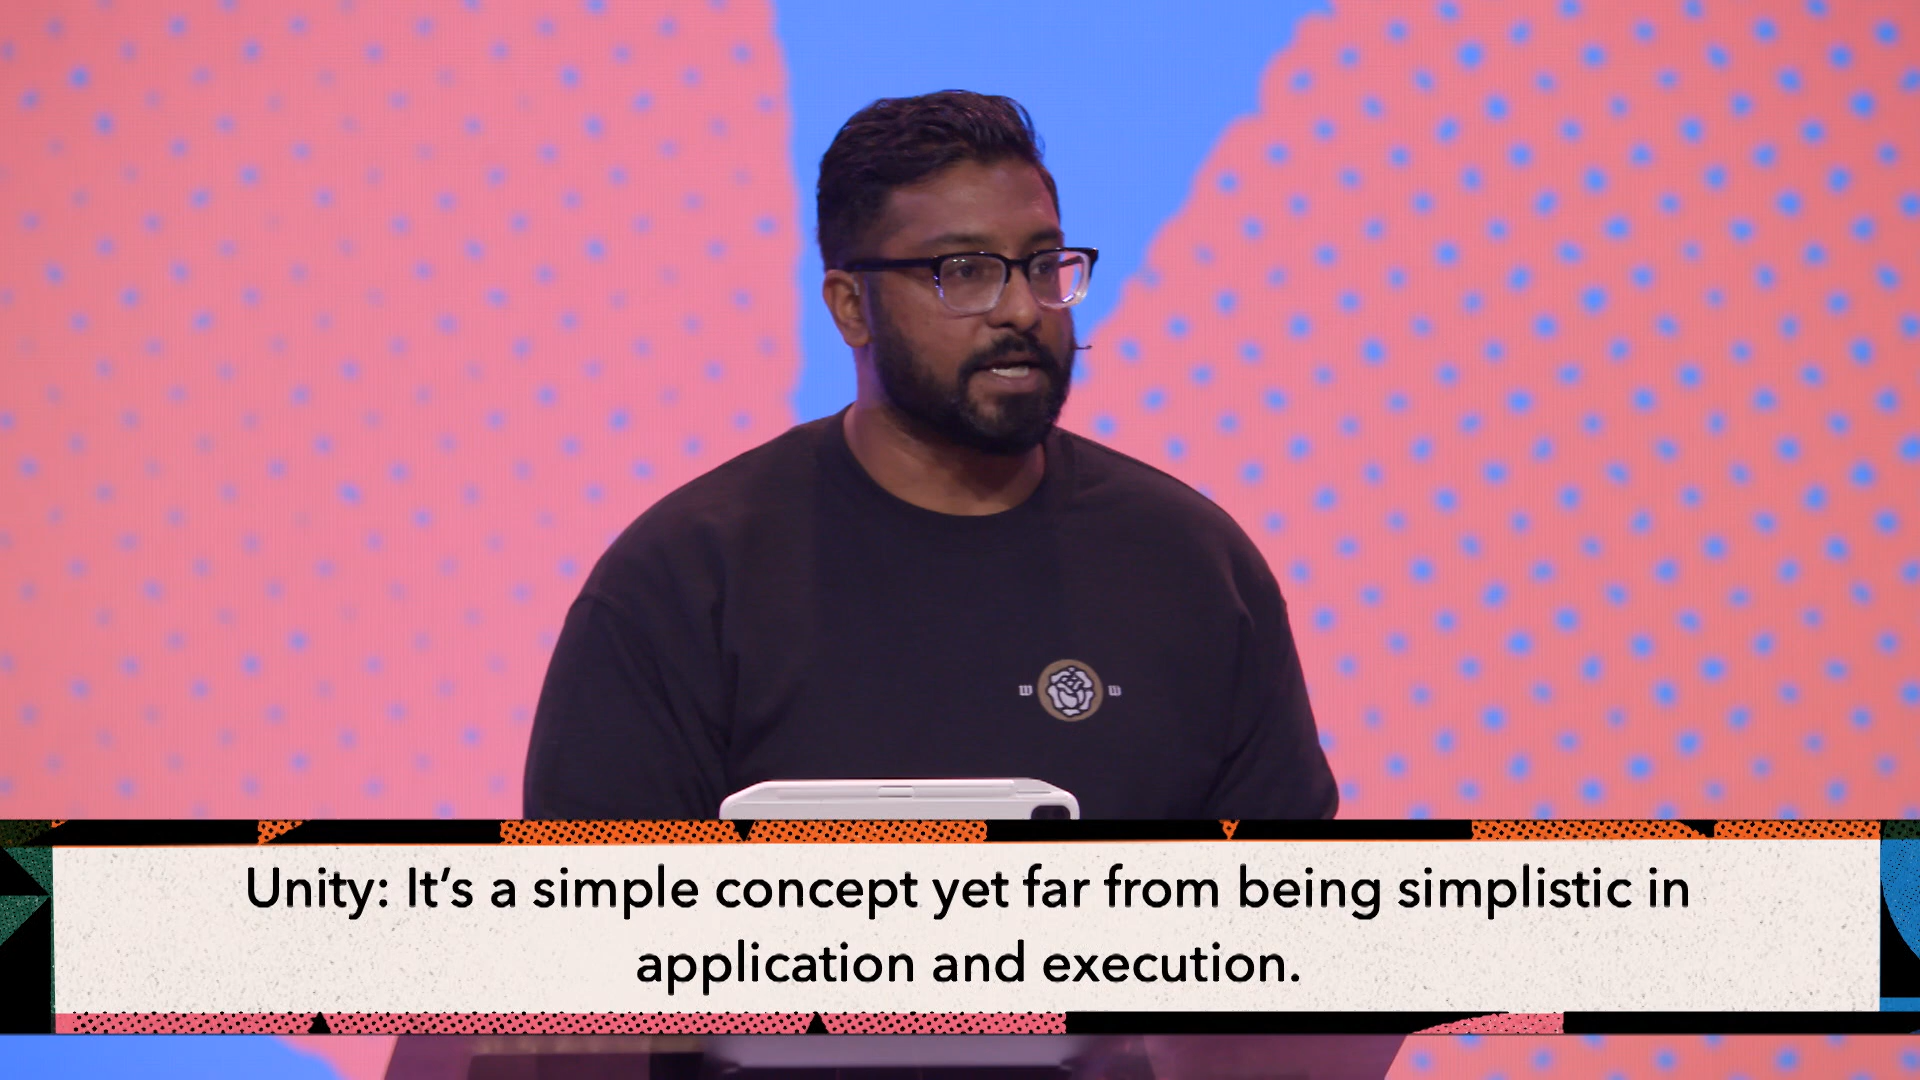 W W
Unity: It’s a simple concept yet far from being simplistic in
application and execution.